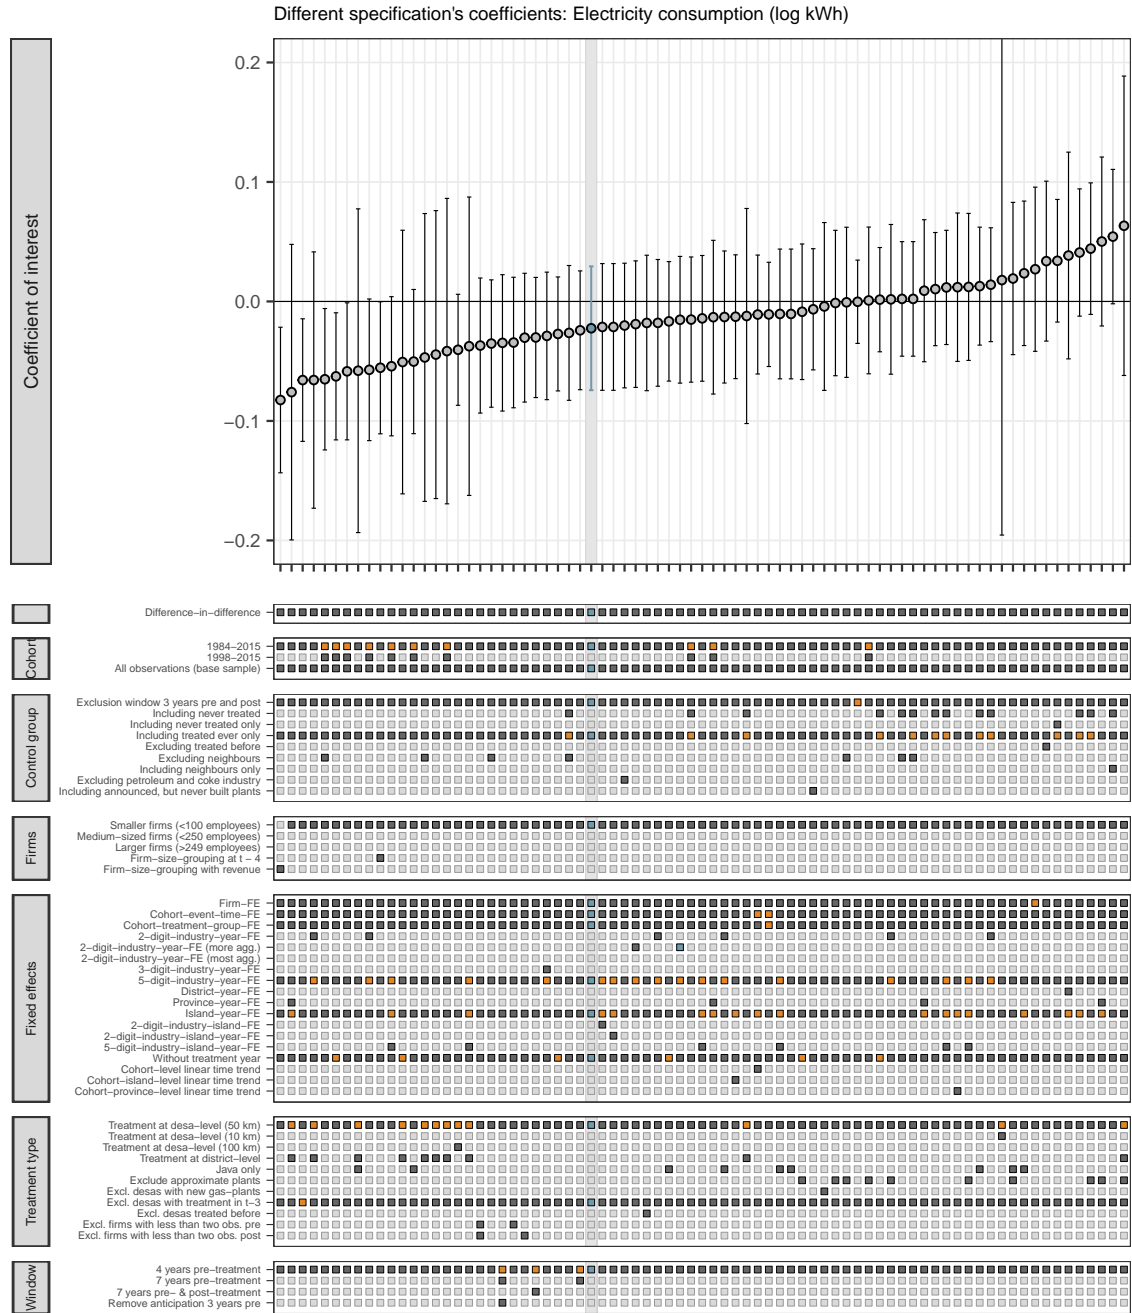 Different specification's coefficients: Electricity consumption (log kWh)
Coefficient of interest
0.2
0.1
0.0
−0.1
−0.2
Difference−in−difference
Cohort
1984−2015
1998−2015
All observations (base sample)
Control group
Exclusion window 3 years pre and post
Including never treated
Including never treated only
Including treated ever only
Excluding treated before
Excluding neighbours
Including neighbours only
Excluding petroleum and coke industry
Including announced, but never built plants
Firms
Smaller firms (<100 employees)
Medium−sized firms (<250 employees)
Larger firms (>249 employees)
Firm−size−grouping at t − 4
Firm−size−grouping with revenue
Fixed effects
Firm−FE
Cohort−event−time−FE
Cohort−treatment−group−FE
2−digit−industry−year−FE
2−digit−industry−year−FE (more agg.)
2−digit−industry−year−FE (most agg.)
3−digit−industry−year−FE
5−digit−industry−year−FE
District−year−FE
Province−year−FE
Island−year−FE
2−digit−industry−island−FE
2−digit−industry−island−year−FE
5−digit−industry−island−year−FE
Without treatment year
Cohort−level linear time trend
Cohort−island−level linear time trend
Cohort−province−level linear time trend
Treatment type
Treatment at desa−level (50 km)
Treatment at desa−level (10 km)
Treatment at desa−level (100 km)
Treatment at district−level
Java only
Exclude approximate plants
Excl. desas with new gas−plants
Excl. desas with treatment in t−3
Excl. desas treated before
Excl. firms with less than two obs. pre
Excl. firms with less than two obs. post
Window
4 years pre−treatment
7 years pre−treatment
7 years pre− & post−treatment
Remove anticipation 3 years pre